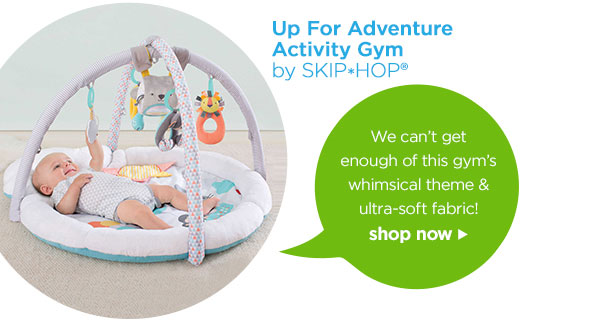 Up For Adventure
Activity Gym
by SKIP*HOP®
We can't get
enough of this gym's
whimsical theme &
ultra-soft fabric!
shop now ▶